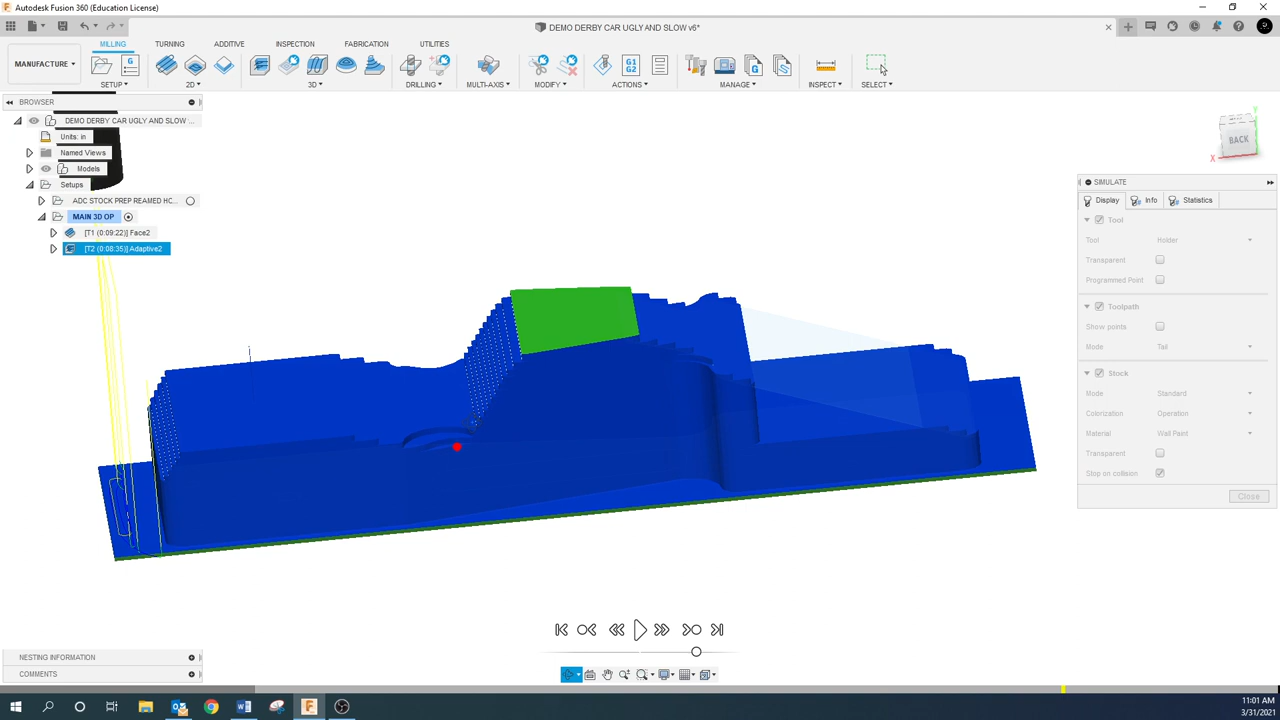 Autodesk Fusion 360 (Education License)
DEMO DERBY CAR UGLY AND SLOW v6*
MILLING TURNING ADDITIVE INSPECTION FABRICATION UTILITIES
MANUFACTURE
SETUP 2D 3D DRILLING MULTI-AXIS MODIFY ACTIONS MANAGE INSPECT SELECT
G1
G2
BROWSER
DEMO DERBY CAR UGLY AND SLOW ...
Units: in
Named Views
Models
Setups
ADC STOCK PREP REAMED HC...
MAIN 3D OP
[T1 (0:09:22)] Face2
[T2 (0:08:35)] Adaptive2
Y
BACK
X
SIMULATE
Display Info Statistics
Tool
Tool Holder
Transparent
Programmed Point
Toolpath
Show points
Mode Tail
Stock
Mode Standard
Colorization Operation
Material Wall Paint
Transparent
Stop on collision
Close
NESTING INFORMATION
COMMENTS
11:01 AM
3/31/2021